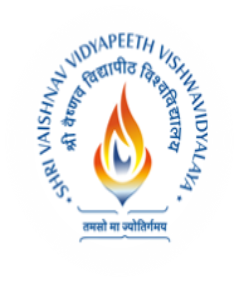 • SHRI VAISHNAV VIDYAPEETH VISHWAVIDYALAYA •
श्री वैष्णव विद्यापीठ विश्वविद्यालय
तमसो मा ज्योतिर्गमय